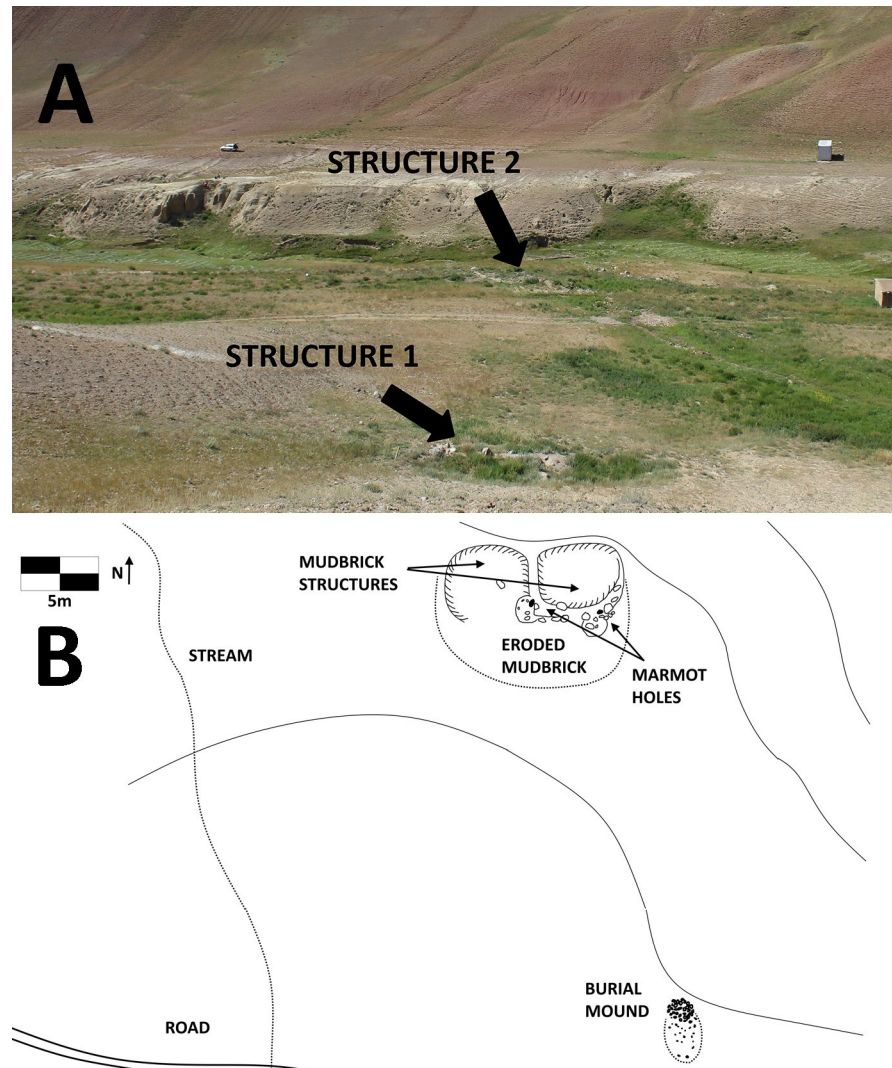 A
STRUCTURE 2
STRUCTURE 1
N
5m
MUDBRICK
STRUCTURES
B
STREAM
ERODED
MUDBRICK
MARMOT
HOLES
BURIAL
MOUND
ROAD